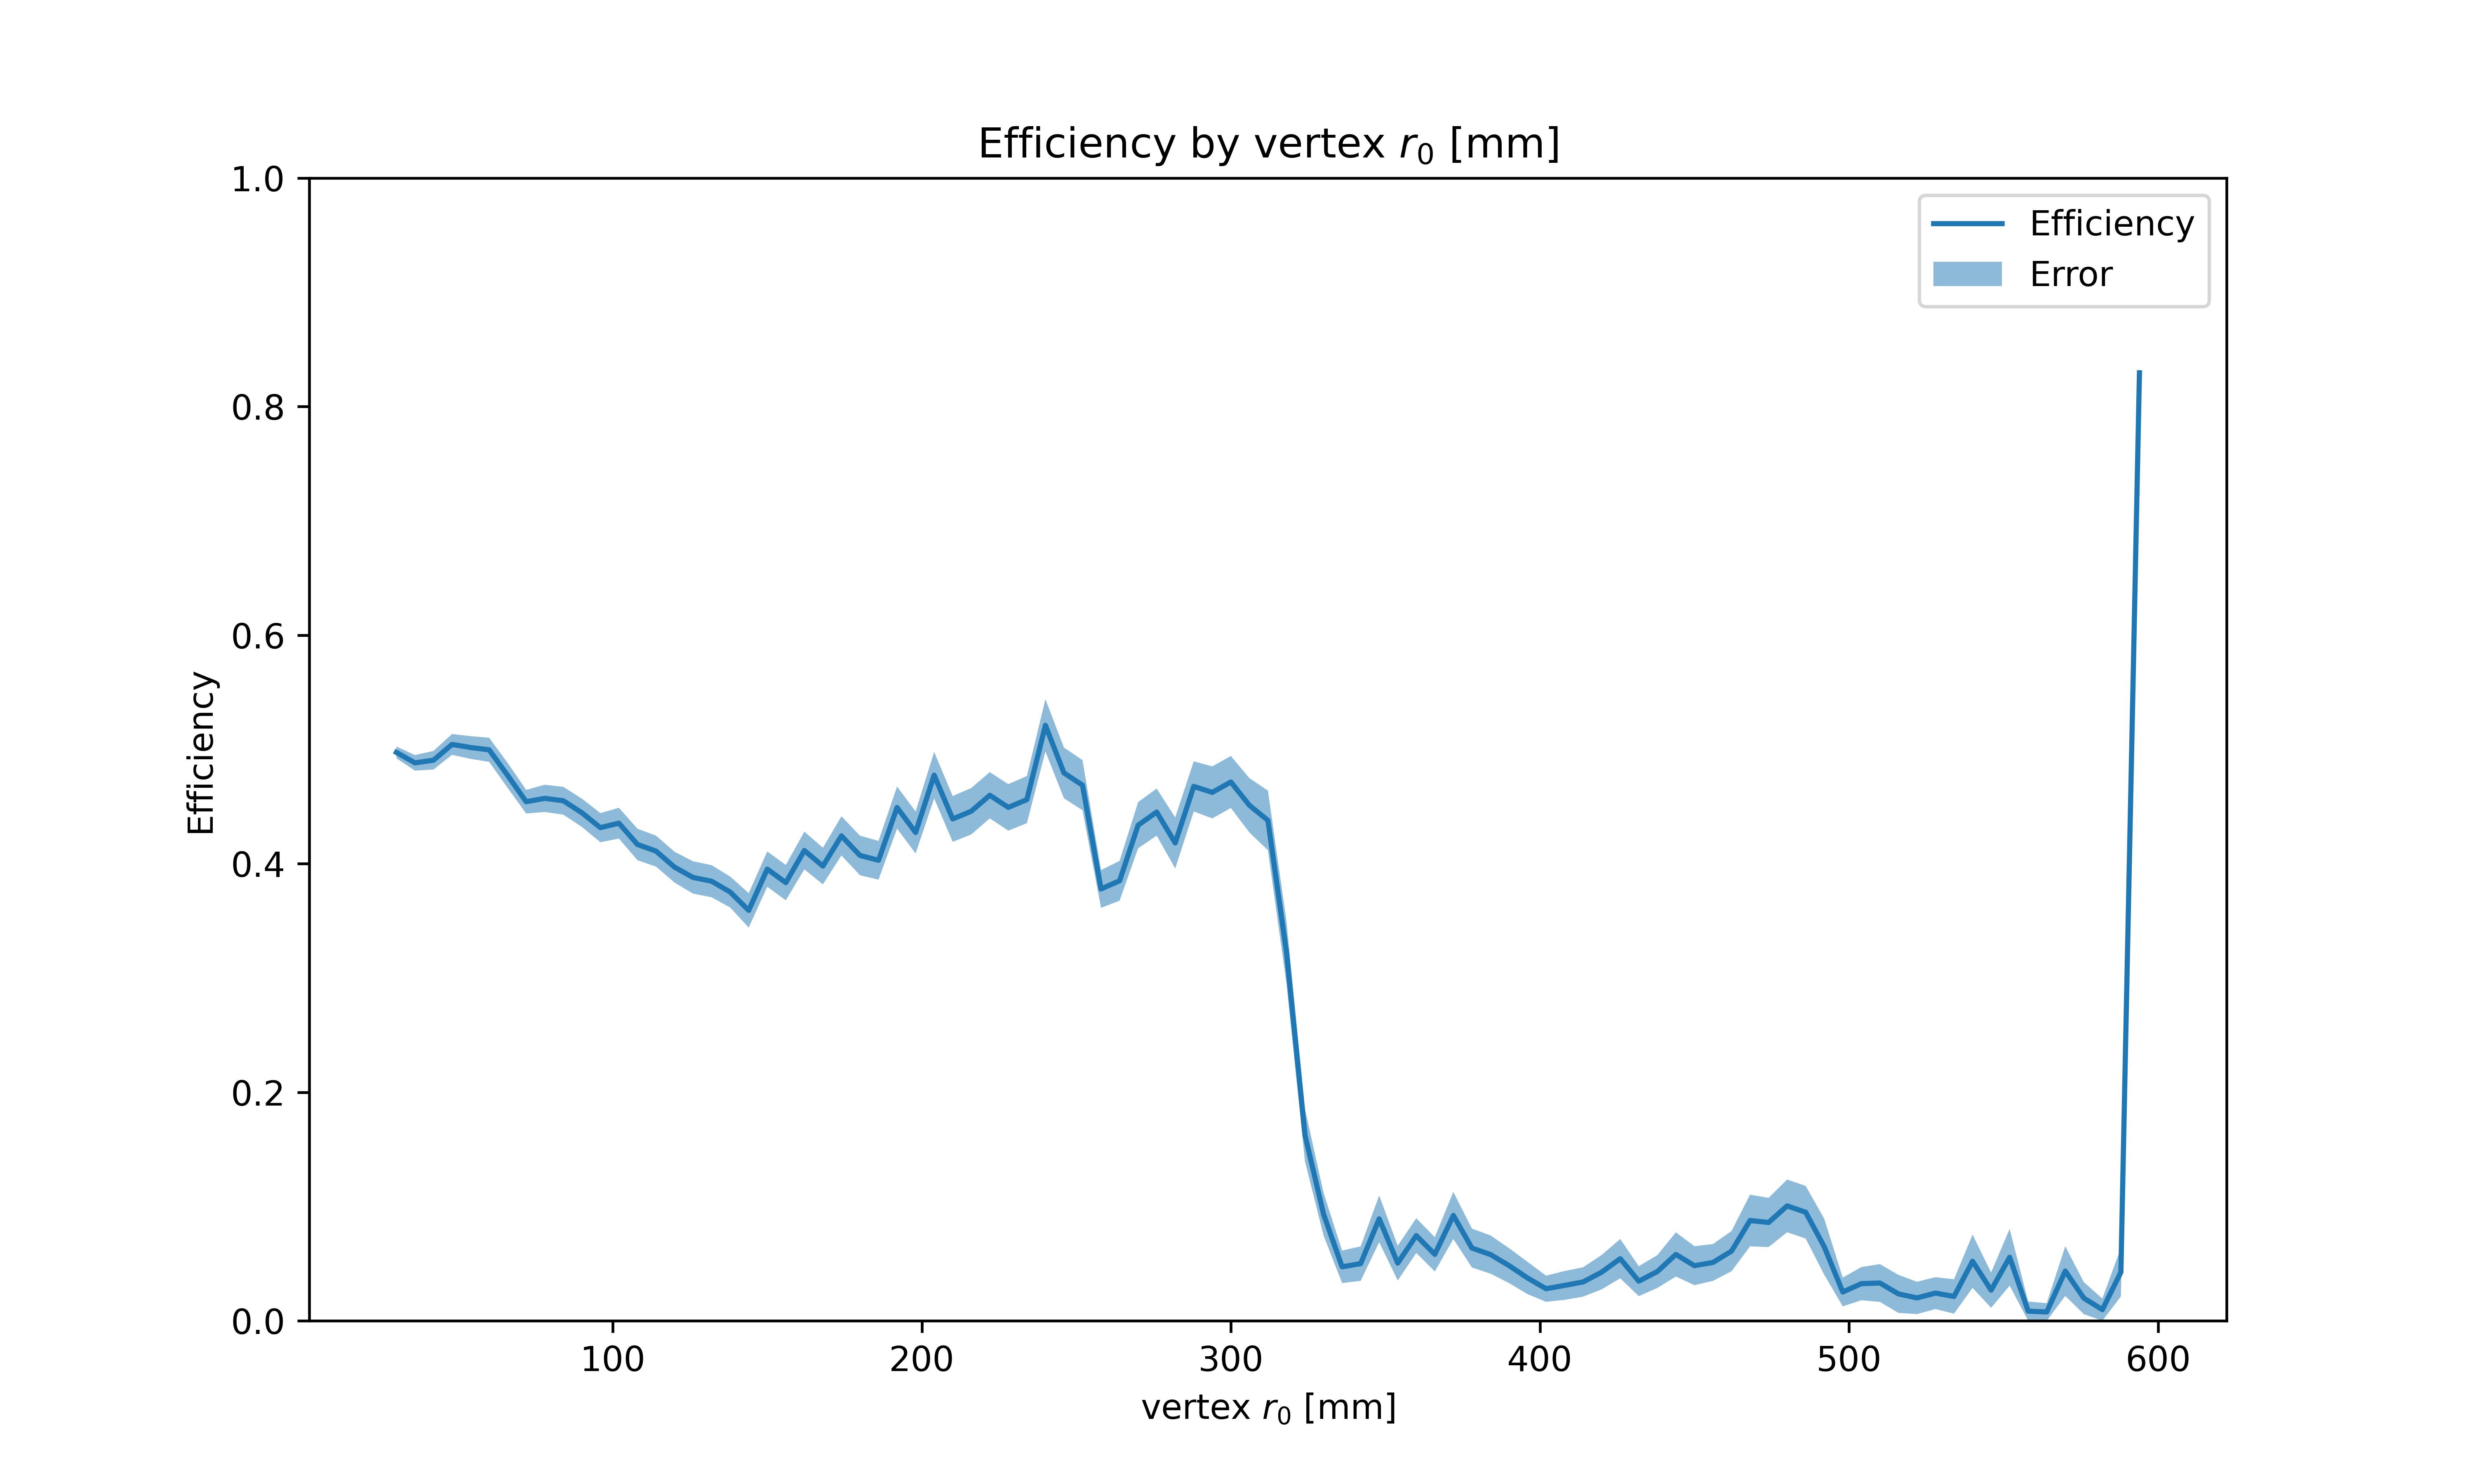 Efficiency by vertex r₀ [mm]
1.0
0.8
0.6
0.4
0.2
0.0
Efficiency
Efficiency
Error
100 200 300 400 500 600
vertex r₀ [mm]